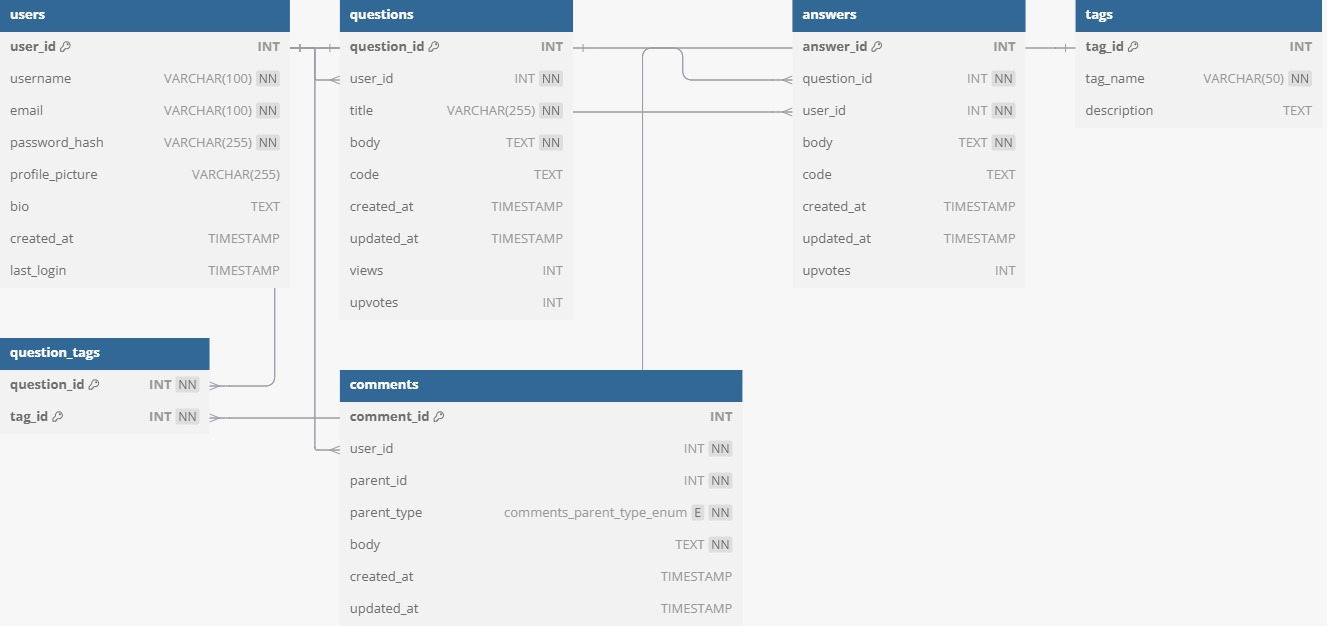 users
user_id INT
username VARCHAR(100) NN
email VARCHAR(100) NN
password_hash VARCHAR(255) NN
profile_picture VARCHAR(255)
bio TEXT
created_at TIMESTAMP
last_login TIMESTAMP
questions
question_id INT
user_id INT NN
title VARCHAR(255) NN
body TEXT NN
code TEXT
created_at TIMESTAMP
updated_at TIMESTAMP
views INT
upvotes INT
answers
answer_id INT
question_id INT NN
user_id INT NN
body TEXT NN
code TEXT
created_at TIMESTAMP
updated_at TIMESTAMP
upvotes INT
tags
tag_id INT
tag_name VARCHAR(50) NN
description TEXT
question_tags
question_id INT NN
tag_id INT NN
comments
comment_id INT
user_id INT NN
parent_id INT NN
parent_type comments_parent_type_enum E NN
body TEXT NN
created_at TIMESTAMP
updated_at TIMESTAMP